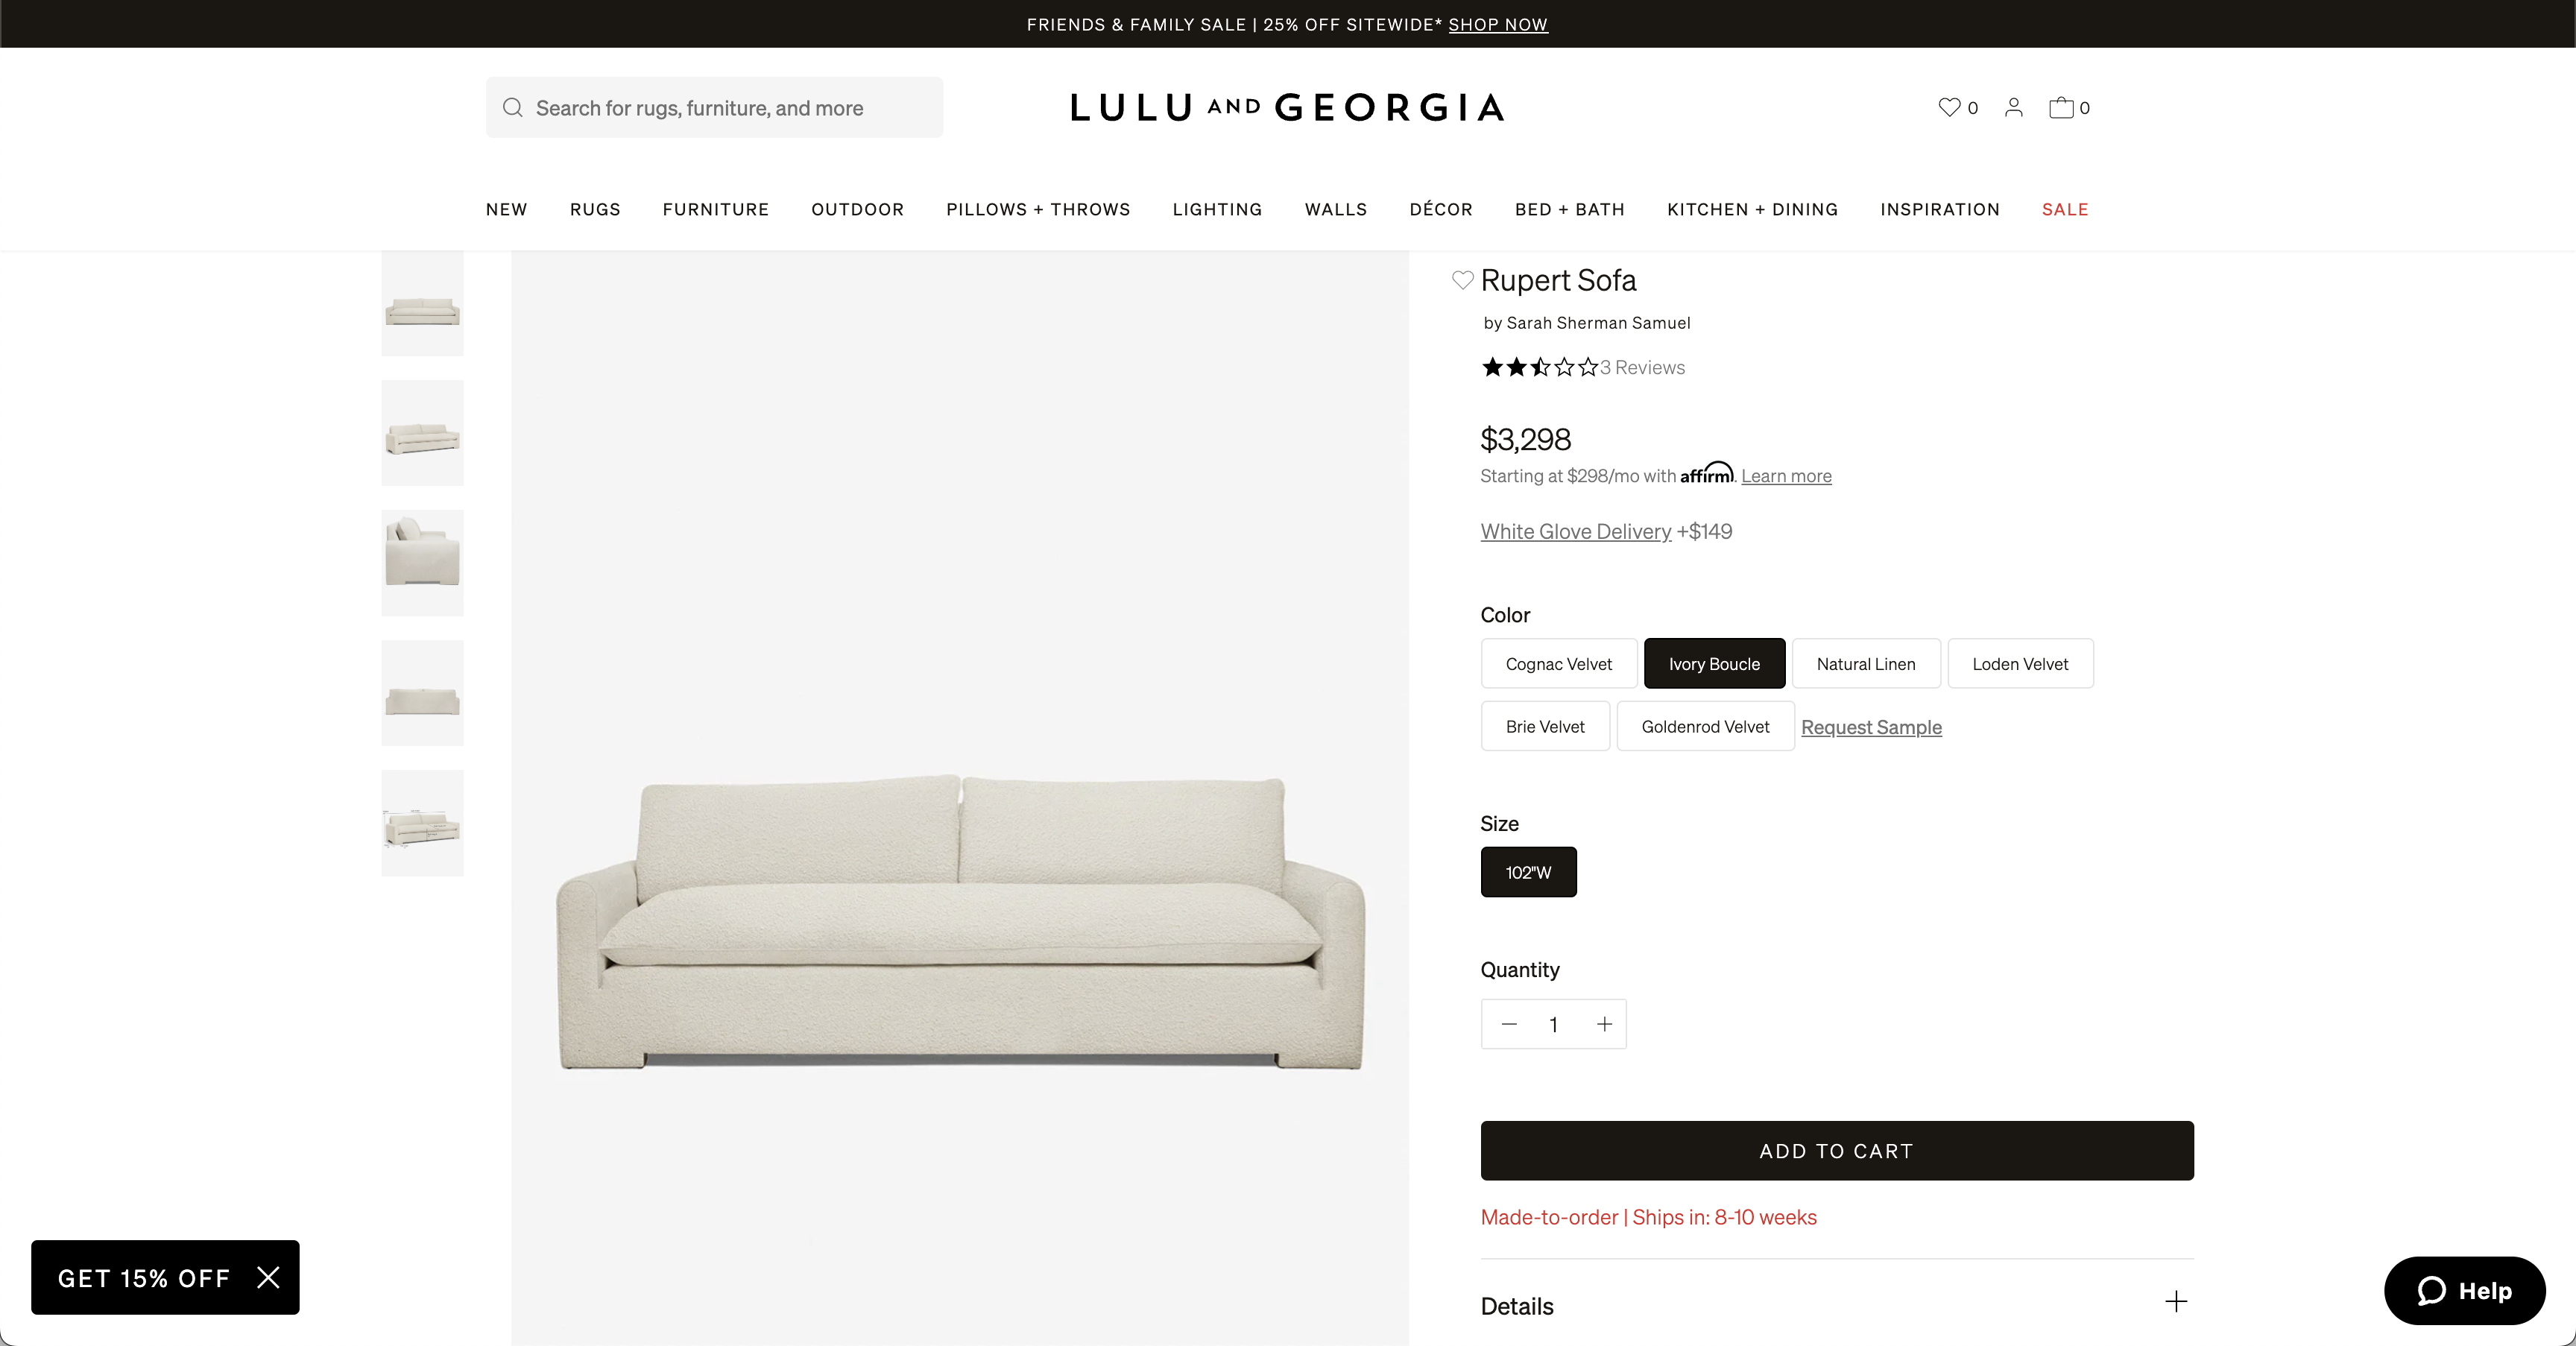 FRIENDS & FAMILY SALE | 25% OFF SITEWIDE* SHOP NOW
Search for rugs, furniture, and more
LULU AND GEORGIA
0
0
NEW RUGS FURNITURE OUTDOOR PILLOWS + THROWS LIGHTING WALLS DÉCOR BED + BATH KITCHEN + DINING INSPIRATION SALE
Rupert Sofa
by Sarah Sherman Samuel
3 Reviews
$3,298
Starting at $298/mo with affirm. Learn more
White Glove Delivery +$149
Color
Cognac Velvet Ivory Boucle Natural Linen Loden Velvet
Brie Velvet Goldenrod Velvet Request Sample
Size
102"W
Quantity
1
ADD TO CART
Made-to-order | Ships in: 8-10 weeks
Details
GET 15% OFF
Help